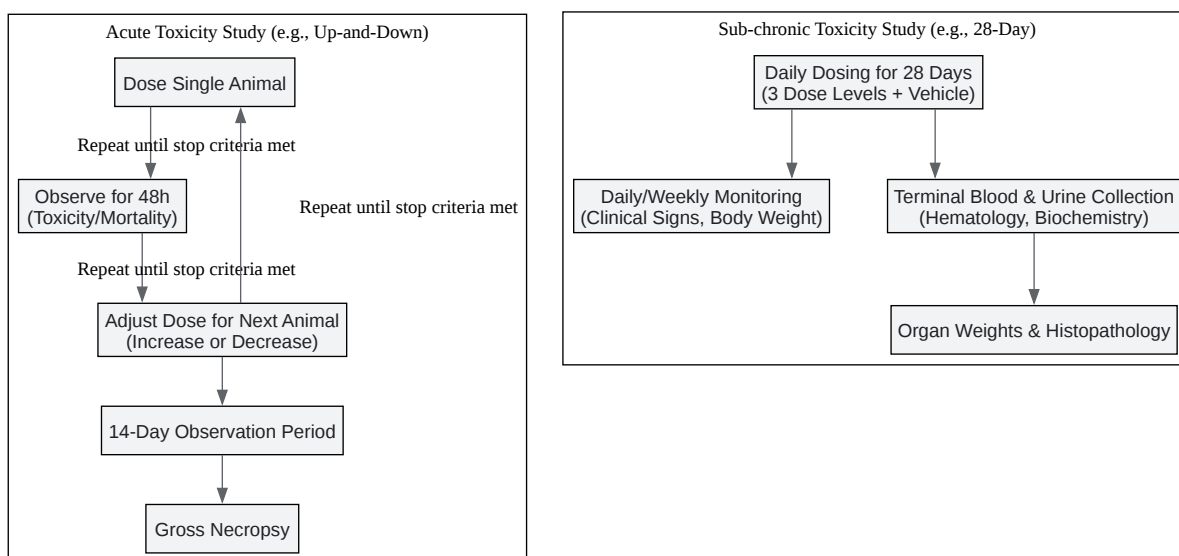 Acute Toxicity Study (e.g., Up-and-Down)
Dose Single Animal
Repeat until stop criteria met
Observe for 48h
(Toxicity/Mortality)
Repeat until stop criteria met
Repeat until stop criteria met
Adjust Dose for Next Animal
(Increase or Decrease)
14-Day Observation Period
Gross Necropsy
Sub-chronic Toxicity Study (e.g., 28-Day)
Daily Dosing for 28 Days
(3 Dose Levels + Vehicle)
Daily/Weekly Monitoring
(Clinical Signs, Body Weight)
Terminal Blood & Urine Collection
(Hematology, Biochemistry)
Organ Weights & Histopathology